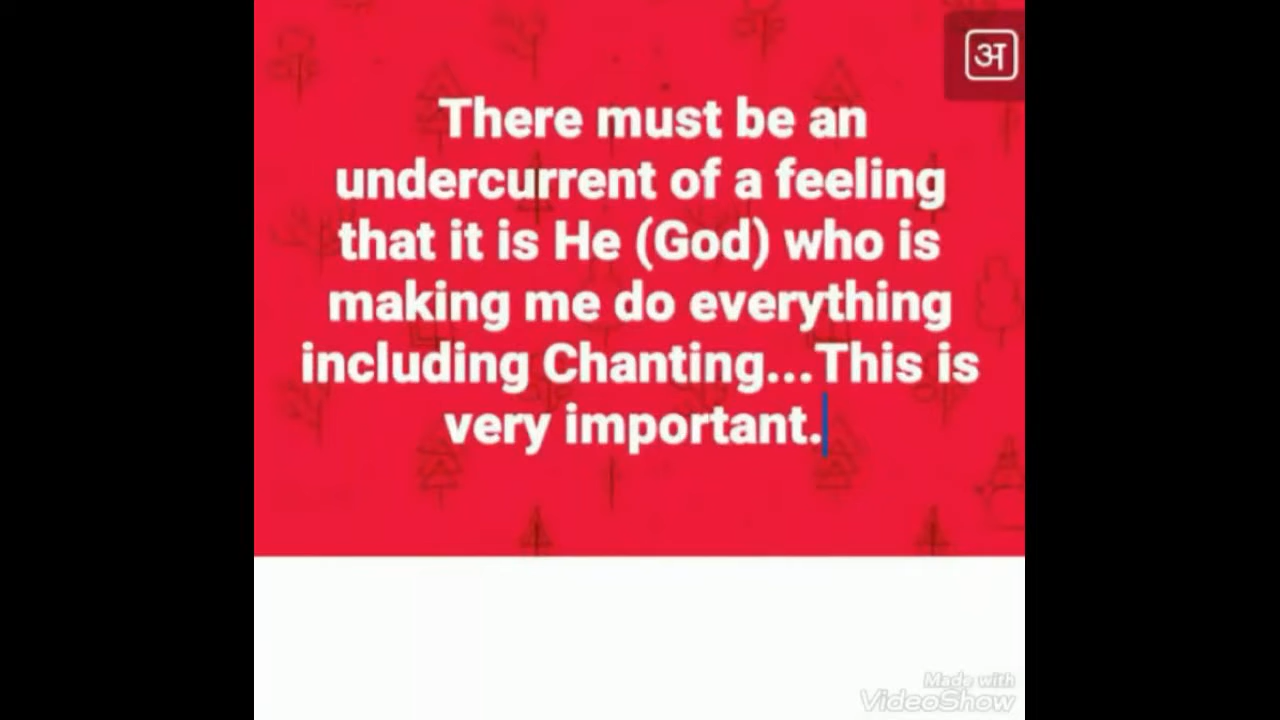 अ
There must be an
undercurrent of a feeling
that it is He (God) who is
making me do everything
including Chanting...This is
very important.
Made with
VideoShow